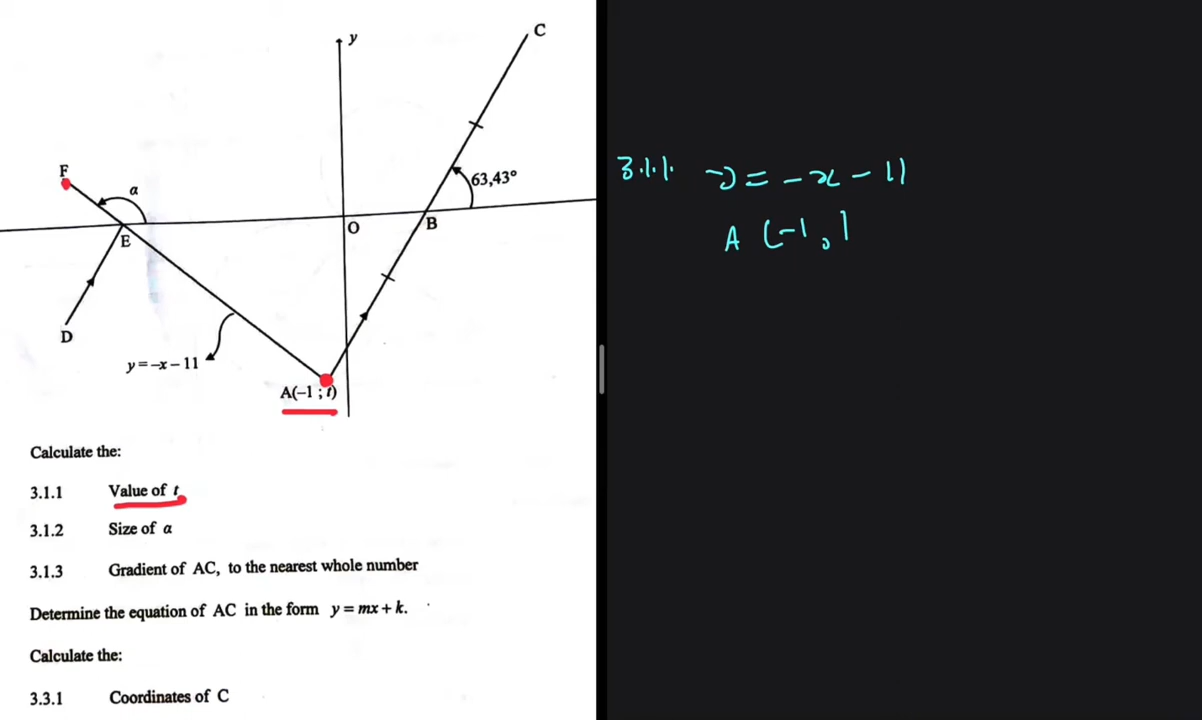 y
C
F
α
63,43°
O
B
E
D
y = –x – 11
A(–1 ; t)
Calculate the:
3.1.1 Value of t
3.1.2 Size of α
3.1.3 Gradient of AC, to the nearest whole number
Determine the equation of AC in the form y = mx + k.
Calculate the:
3.3.1 Coordinates of C
3.1.1. y = -x - 11
A (-1 ;